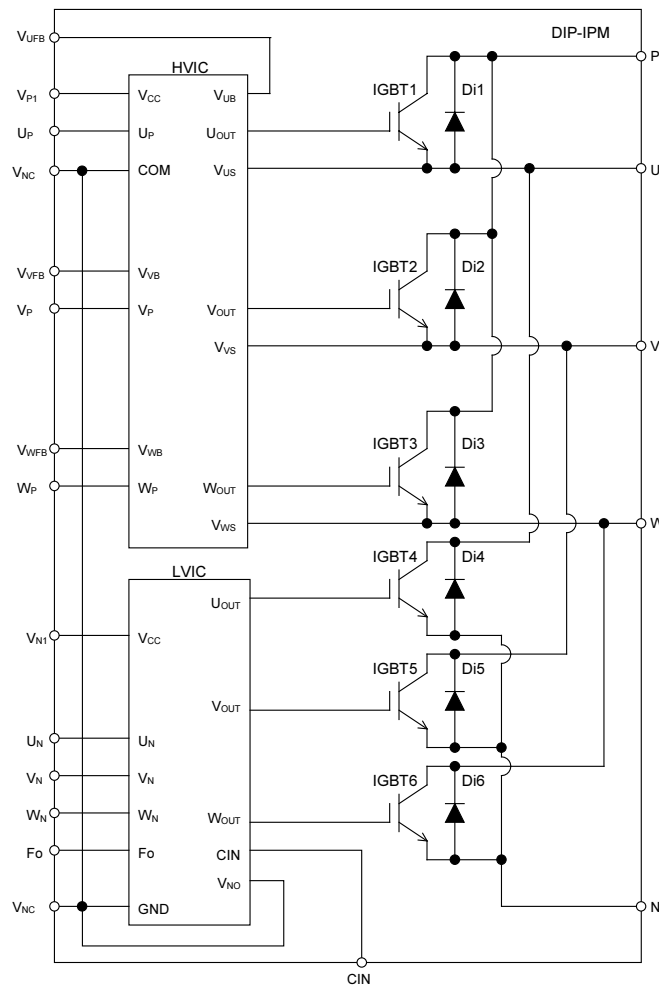 DIP-IPM
VUFB
P
HVIC
IGBT1
Di1
VP1
VCC
VUB
UP
UP
UOUT
VNC
COM
VUS
U
IGBT2
Di2
VVFB
VVB
VP
VP
VOUT
VVS
V
IGBT3
Di3
VWFB
VWB
WP
WP
WOUT
VWS
W
IGBT4
Di4
LVIC
UOUT
VN1
VCC
IGBT5
Di5
VOUT
UN
UN
VN
VN
IGBT6
Di6
WN
WN
WOUT
Fo
Fo
CIN
VNO
VNC
GND
N
CIN